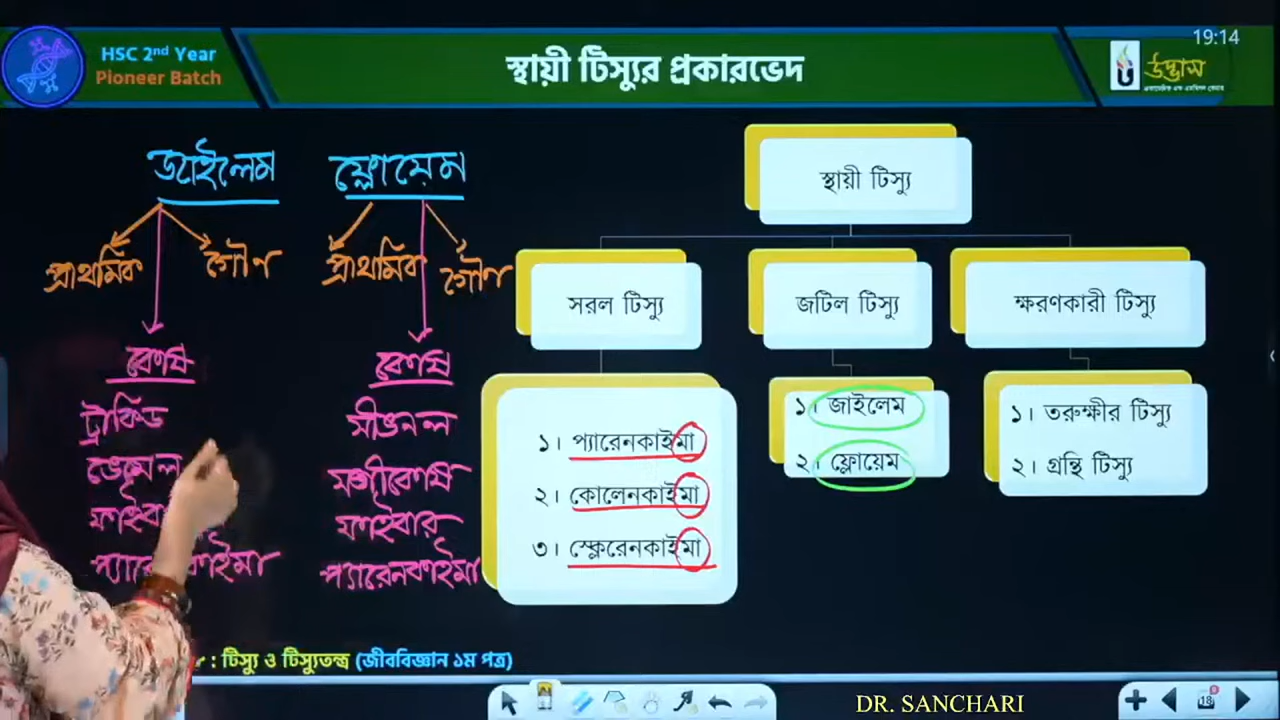 19:14
HSC 2nd Year
Pioneer Batch
স্থায়ী টিস্যুর প্রকারভেদ
উদ্ভাস
জাইলেম
ফ্লোয়েম
প্রাথমিক
গৌণ
প্রাথমিক
গৌণ
কোষ
কোষ
ট্রাকিড
সীভনল
ভেসেল
সঙ্গীকোষ
ফাইবার
প্যারেনকাইমা
স্থায়ী টিস্যু
সরল টিস্যু
জটিল টিস্যু
ক্ষরণকারী টিস্যু
১। প্যারেনকাইমা
২। কোলেনকাইমা
৩। স্ক্লেরেনকাইমা
১। জাইলেম
২। ফ্লোয়েম
১। তরুক্ষীর টিস্যু
২। গ্রন্থি টিস্যু
: টিস্যু ও টিস্যুতন্ত্র (জীববিজ্ঞান ১ম পত্র)
DR. SANCHARI
18